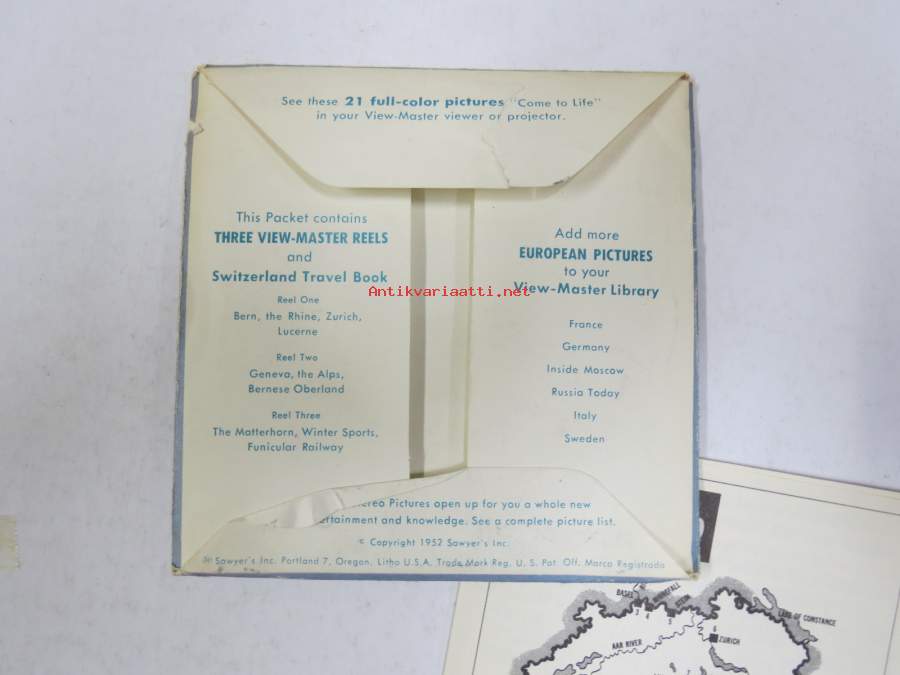 See these 21 full-color pictures "Come to Life"
in your View-Master viewer or projector.
This Packet contains
THREE VIEW-MASTER REELS
and
Switzerland Travel Book
Reel One
Bern, the Rhine, Zurich,
Lucerne
Reel Two
Geneva, the Alps,
Bernese Oberland
Reel Three
The Matterhorn, Winter Sports,
Funicular Railway
Add more
EUROPEAN PICTURES
to your
View-Master Library
France
Germany
Inside Moscow
Russia Today
Italy
Sweden
Antikvariaatti.net
Pictures open up for you a whole new
and knowledge. See a complete picture list.
© Copyright 1952 Sawyer's Inc.
Sawyer's Inc. Portland 7, Oregon. Litho U.S.A. Trade Mark Reg. U. S. Pat. Off. Marca Registrada
BASEL
LAKE OF CONSTANCE
3 4 5
6
ZURICH
AAR RIVER